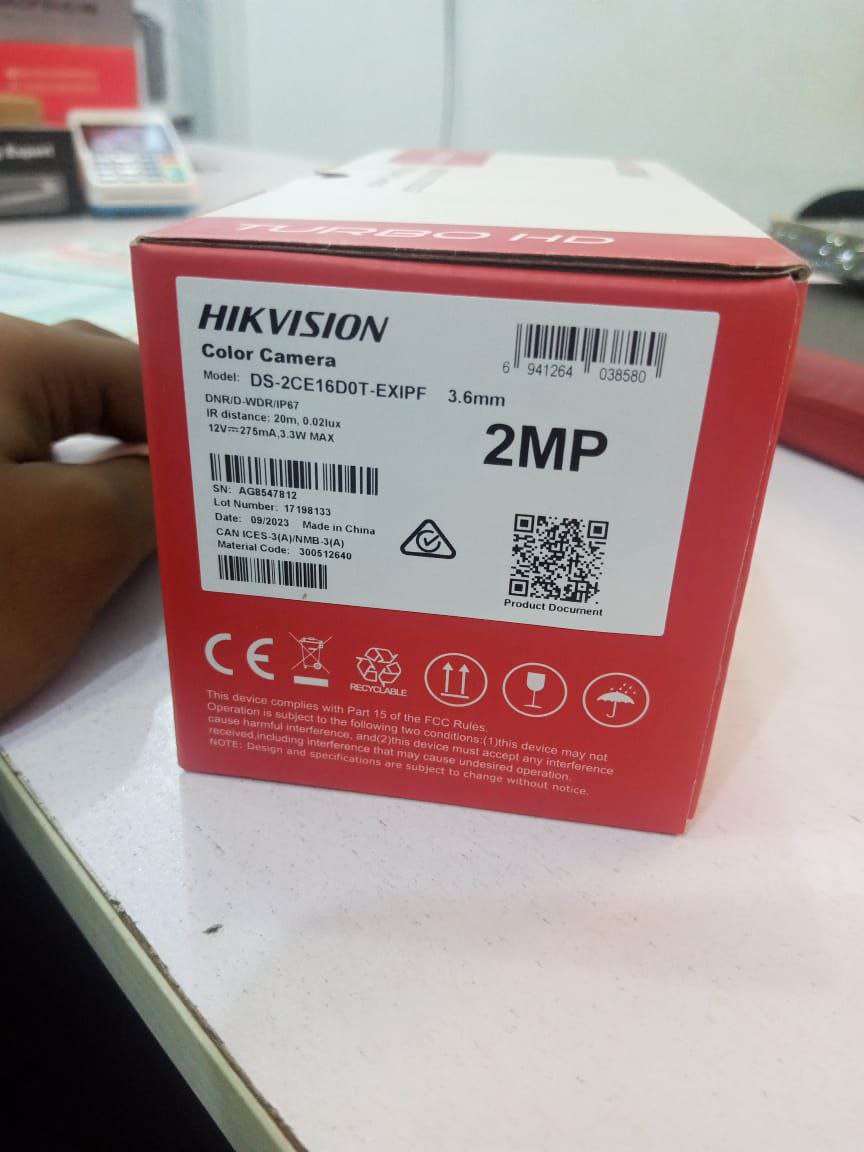 TURBO HD
HIKVISION
Color Camera
Model: DS-2CE16D0T-EXIPF 3.6mm
DNR/D-WDR/IP67
IR distance: 20m, 0.02lux
12V⎓275mA,3.3W MAX
6 941264 038580
2MP
SN: AG8547812
Lot Number: 17198133
Date: 09/2023 Made in China
CAN ICES-3(A)/NMB-3(A)
Material Code: 300512640
Product Document
CE
RECYCLABLE
This device complies with Part 15 of the FCC Rules.
Operation is subject to the following two conditions:(1)this device may not
cause harmful interference, and(2)this device must accept any interference
received,including interference that may cause undesired operation.
NOTE: Design and specifications are subject to change without notice.